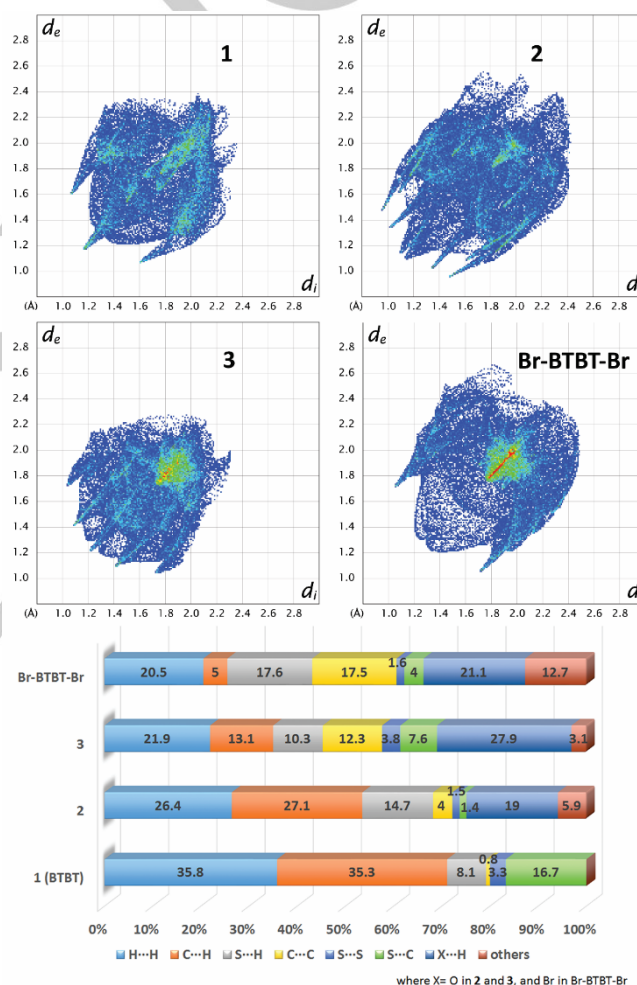 dₑ
1
2.8
2.6
2.4
2.2
2.0
1.8
1.6
1.4
1.2
1.0
dᵢ
(Å) 1.0 1.2 1.4 1.6 1.8 2.0 2.2 2.4 2.6 2.8
dₑ
2
2.8
2.6
2.4
2.2
2.0
1.8
1.6
1.4
1.2
1.0
d
(Å) 1.0 1.2 1.4 1.6 1.8 2.0 2.2 2.4 2.6 2.8
dₑ
3
2.8
2.6
2.4
2.2
2.0
1.8
1.6
1.4
1.2
1.0
dᵢ
(Å) 1.0 1.2 1.4 1.6 1.8 2.0 2.2 2.4 2.6 2.8
dₑ
Br-BTBT-Br
2.8
2.6
2.4
2.2
2.0
1.8
1.6
1.4
1.2
1.0
d
(Å) 1.0 1.2 1.4 1.6 1.8 2.0 2.2 2.4 2.6 2.8
Br-BTBT-Br 20.5 5 17.6 17.5 1.6 4 21.1 12.7
3 21.9 13.1 10.3 12.3 3.8 7.6 27.9 3.1
2 26.4 27.1 14.7 4 1.5 1.4 19 5.9
1 (BTBT) 35.8 35.3 8.1 0.8 3.3 16.7
0% 10% 20% 30% 40% 50% 60% 70% 80% 90% 100%
H···H C···H S···H C···C S···S S···C X···H others
where X= O in 2 and 3, and Br in Br-BTBT-Br